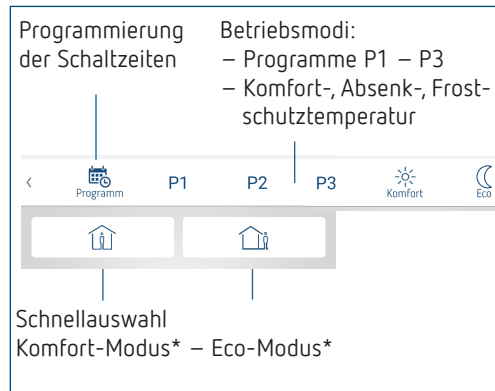 Programmierung
der Schaltzeiten
Betriebsmodi:
– Programme P1 – P3
– Komfort-, Absenk-, Frost-
schutztemperatur
Programm P1 P2 P3 Komfort Eco
Schnellauswahl
Komfort-Modus* – Eco-Modus*